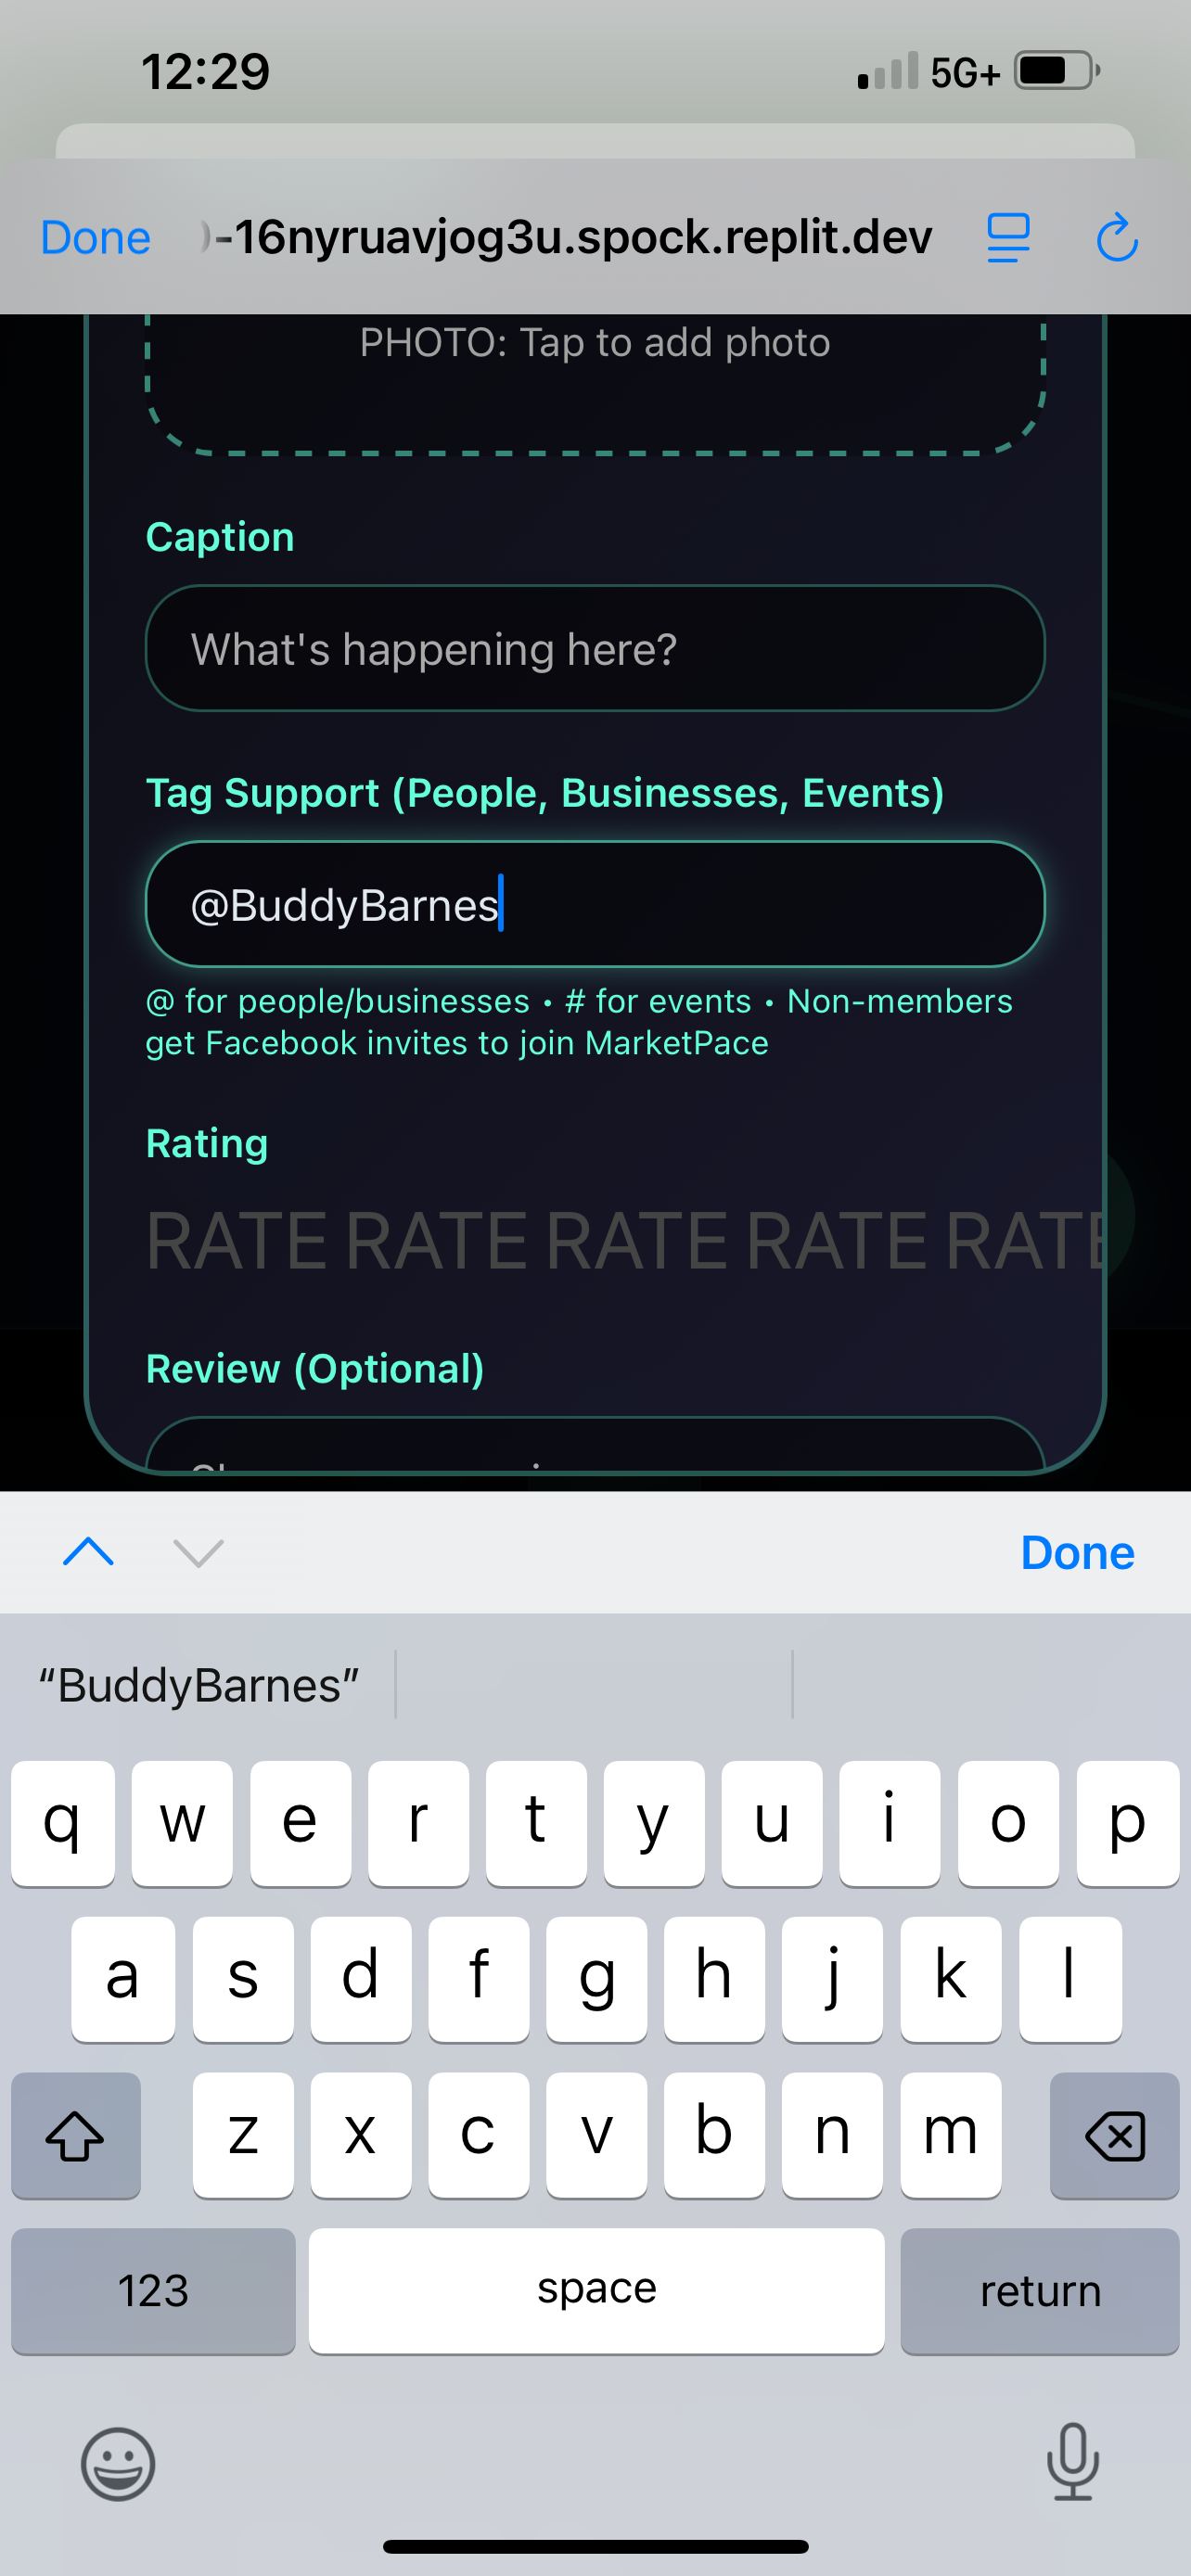 12:29
5G+
Done
-16nyruavjog3u.spock.replit.dev
PHOTO: Tap to add photo
Caption
What's happening here?
Tag Support (People, Businesses, Events)
@BuddyBarnes
@ for people/businesses • # for events • Non-members
get Facebook invites to join MarketPace
Rating
RATE RATE RATE RATE RATE
Review (Optional)
Done
“BuddyBarnes”
q w e r t y u i o p
a s d f g h j k l
z x c v b n m
123 space return